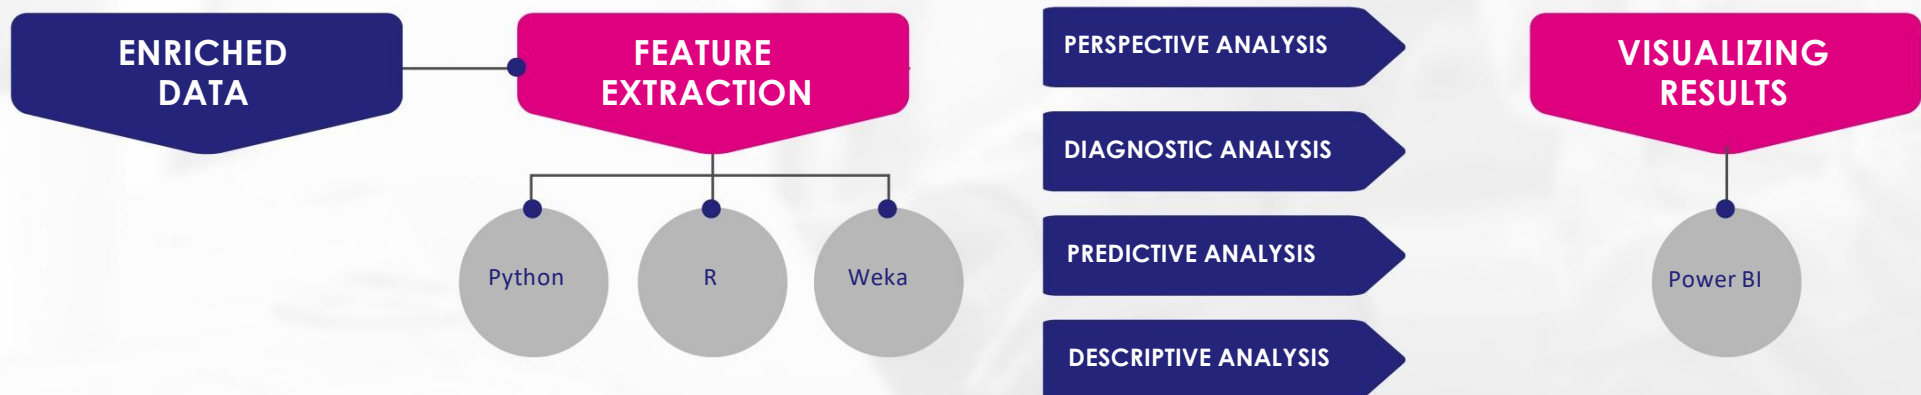 ENRICHED
DATA
FEATURE
EXTRACTION
Python
R
Weka
PERSPECTIVE ANALYSIS
DIAGNOSTIC ANALYSIS
PREDICTIVE ANALYSIS
DESCRIPTIVE ANALYSIS
VISUALIZING
RESULTS
Power BI